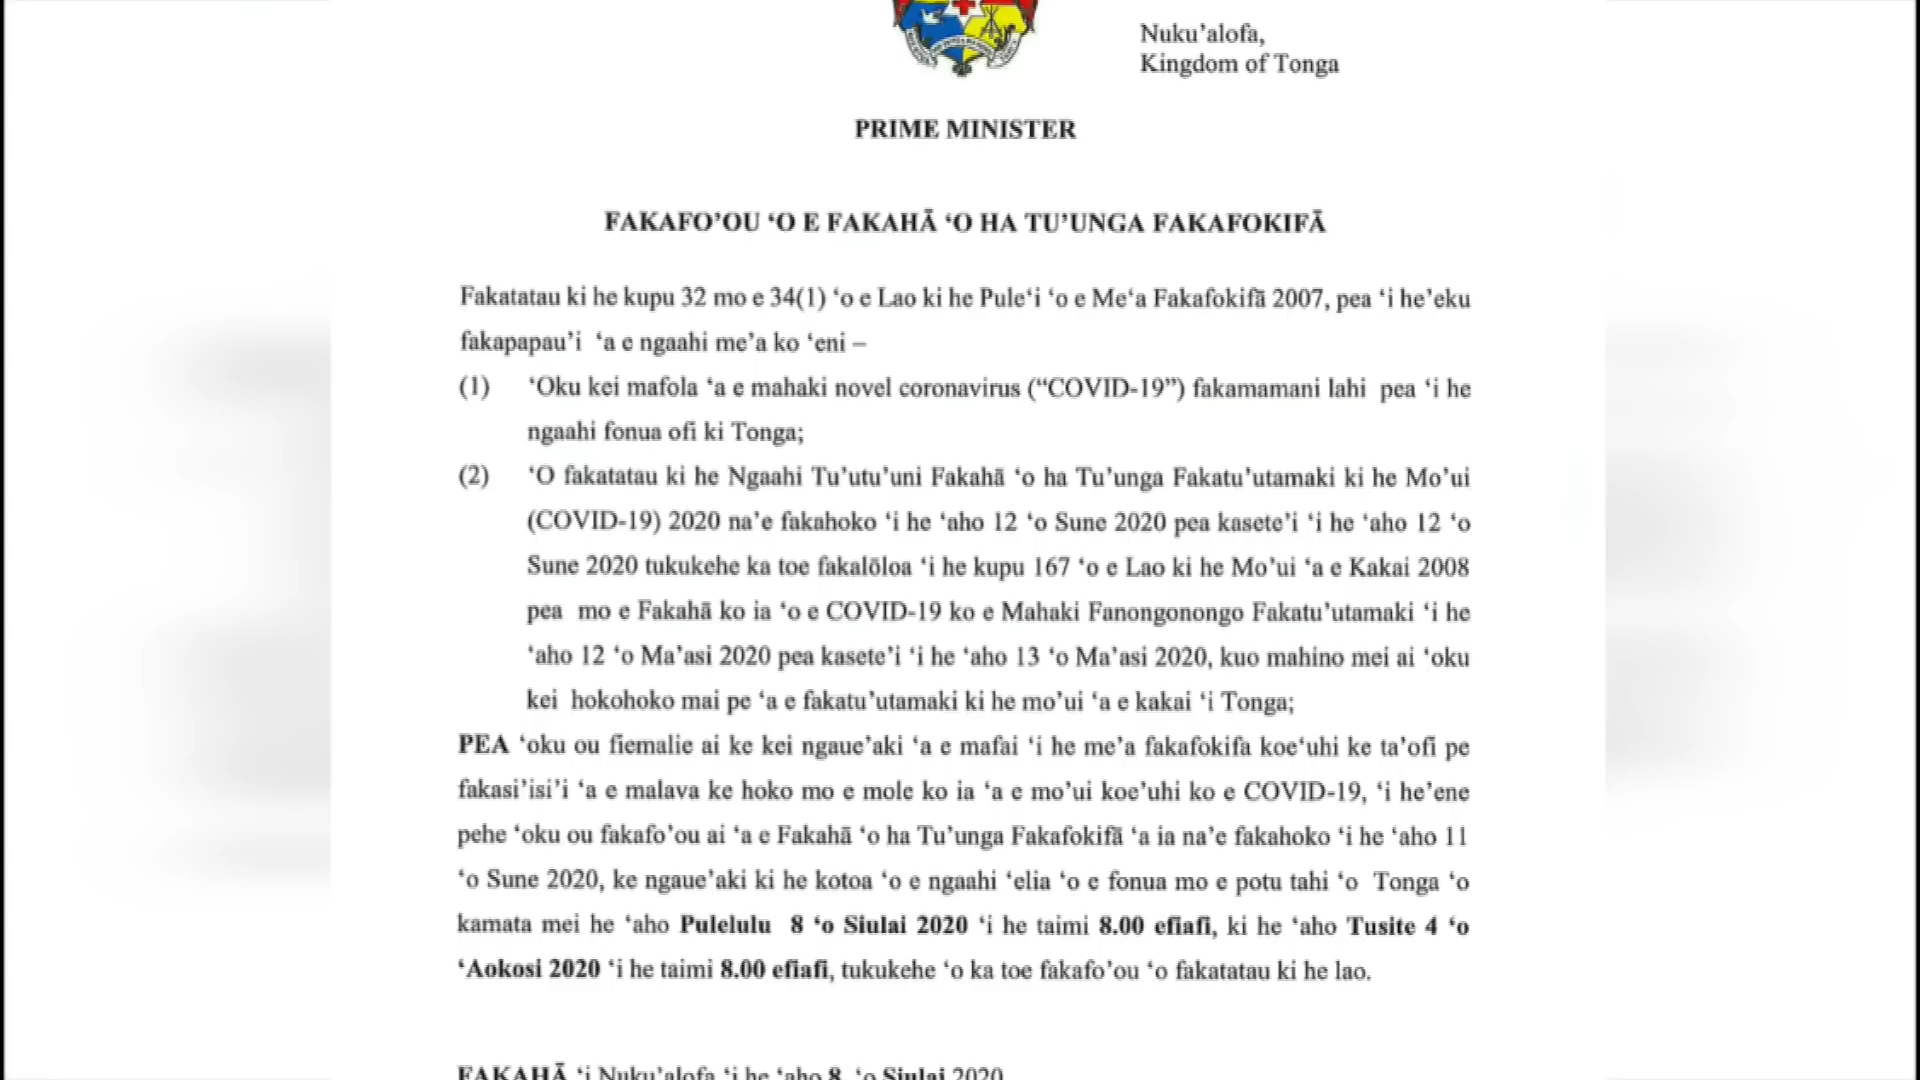 Nuku’alofa,
Kingdom of Tonga
PRIME MINISTER
FAKAFO’OU ‘O E FAKAHĀ ‘O HA TU’UNGA FAKAFOKIFĀ
Fakatatau ki he kupu 32 mo e 34(1) ‘o e Lao ki he Pule‘i ‘o e Me‘a Fakafokifā 2007, pea ‘i he’eku
fakapapau’i ‘a e ngaahi me’a ko ‘eni –
(1) ‘Oku kei mafola ‘a e mahaki novel coronavirus (“COVID-19”) fakamamani lahi pea ‘i he
ngaahi fonua ofi ki Tonga;
(2) ‘O fakatatau ki he Ngaahi Tu’utu’uni Fakahā ‘o ha Tu’unga Fakatu’utamaki ki he Mo’ui
(COVID-19) 2020 na’e fakahoko ‘i he ‘aho 12 ‘o Sune 2020 pea kasete’i ‘i he ‘aho 12 ‘o
Sune 2020 tukukehe ka toe fakalōloa ‘i he kupu 167 ‘o e Lao ki he Mo’ui ‘a e Kakai 2008
pea mo e Fakahā ko ia ‘o e COVID-19 ko e Mahaki Fanongonongo Fakatu’utamaki ‘i he
‘aho 12 ‘o Ma’asi 2020 pea kasete’i ‘i he ‘aho 13 ‘o Ma’asi 2020, kuo mahino mei ai ‘oku
kei hokohoko mai pe ‘a e fakatu’utamaki ki he mo’ui ‘a e kakai ‘i Tonga;
PEA ‘oku ou fiemalie ai ke kei ngaue’aki ‘a e mafai ‘i he me’a fakafokifa koe‘uhi ke ta’ofi pe
fakasi’isi’i ‘a e malava ke hoko mo e mole ko ia ‘a e mo’ui koe’uhi ko e COVID-19, ‘i he’ene
pehe ‘oku ou fakafo’ou ai ‘a e Fakahā ‘o ha Tu’unga Fakafokifā ‘a ia na’e fakahoko ‘i he ‘aho 11
‘o Sune 2020, ke ngaue’aki ki he kotoa ‘o e ngaahi ‘elia ‘o e fonua mo e potu tahi ‘o Tonga ‘o
kamata mei he ‘aho Pulelulu 8 ‘o Siulai 2020 ‘i he taimi 8.00 efiafi, ki he ‘aho Tusite 4 ‘o
‘Aokosi 2020 ‘i he taimi 8.00 efiafi, tukukehe ‘o ka toe fakafo’ou ‘o fakatatau ki he lao.
FAKAHĀ ‘i Nuku’alofa ‘i he ‘aho 8 ‘o Siulai 2020